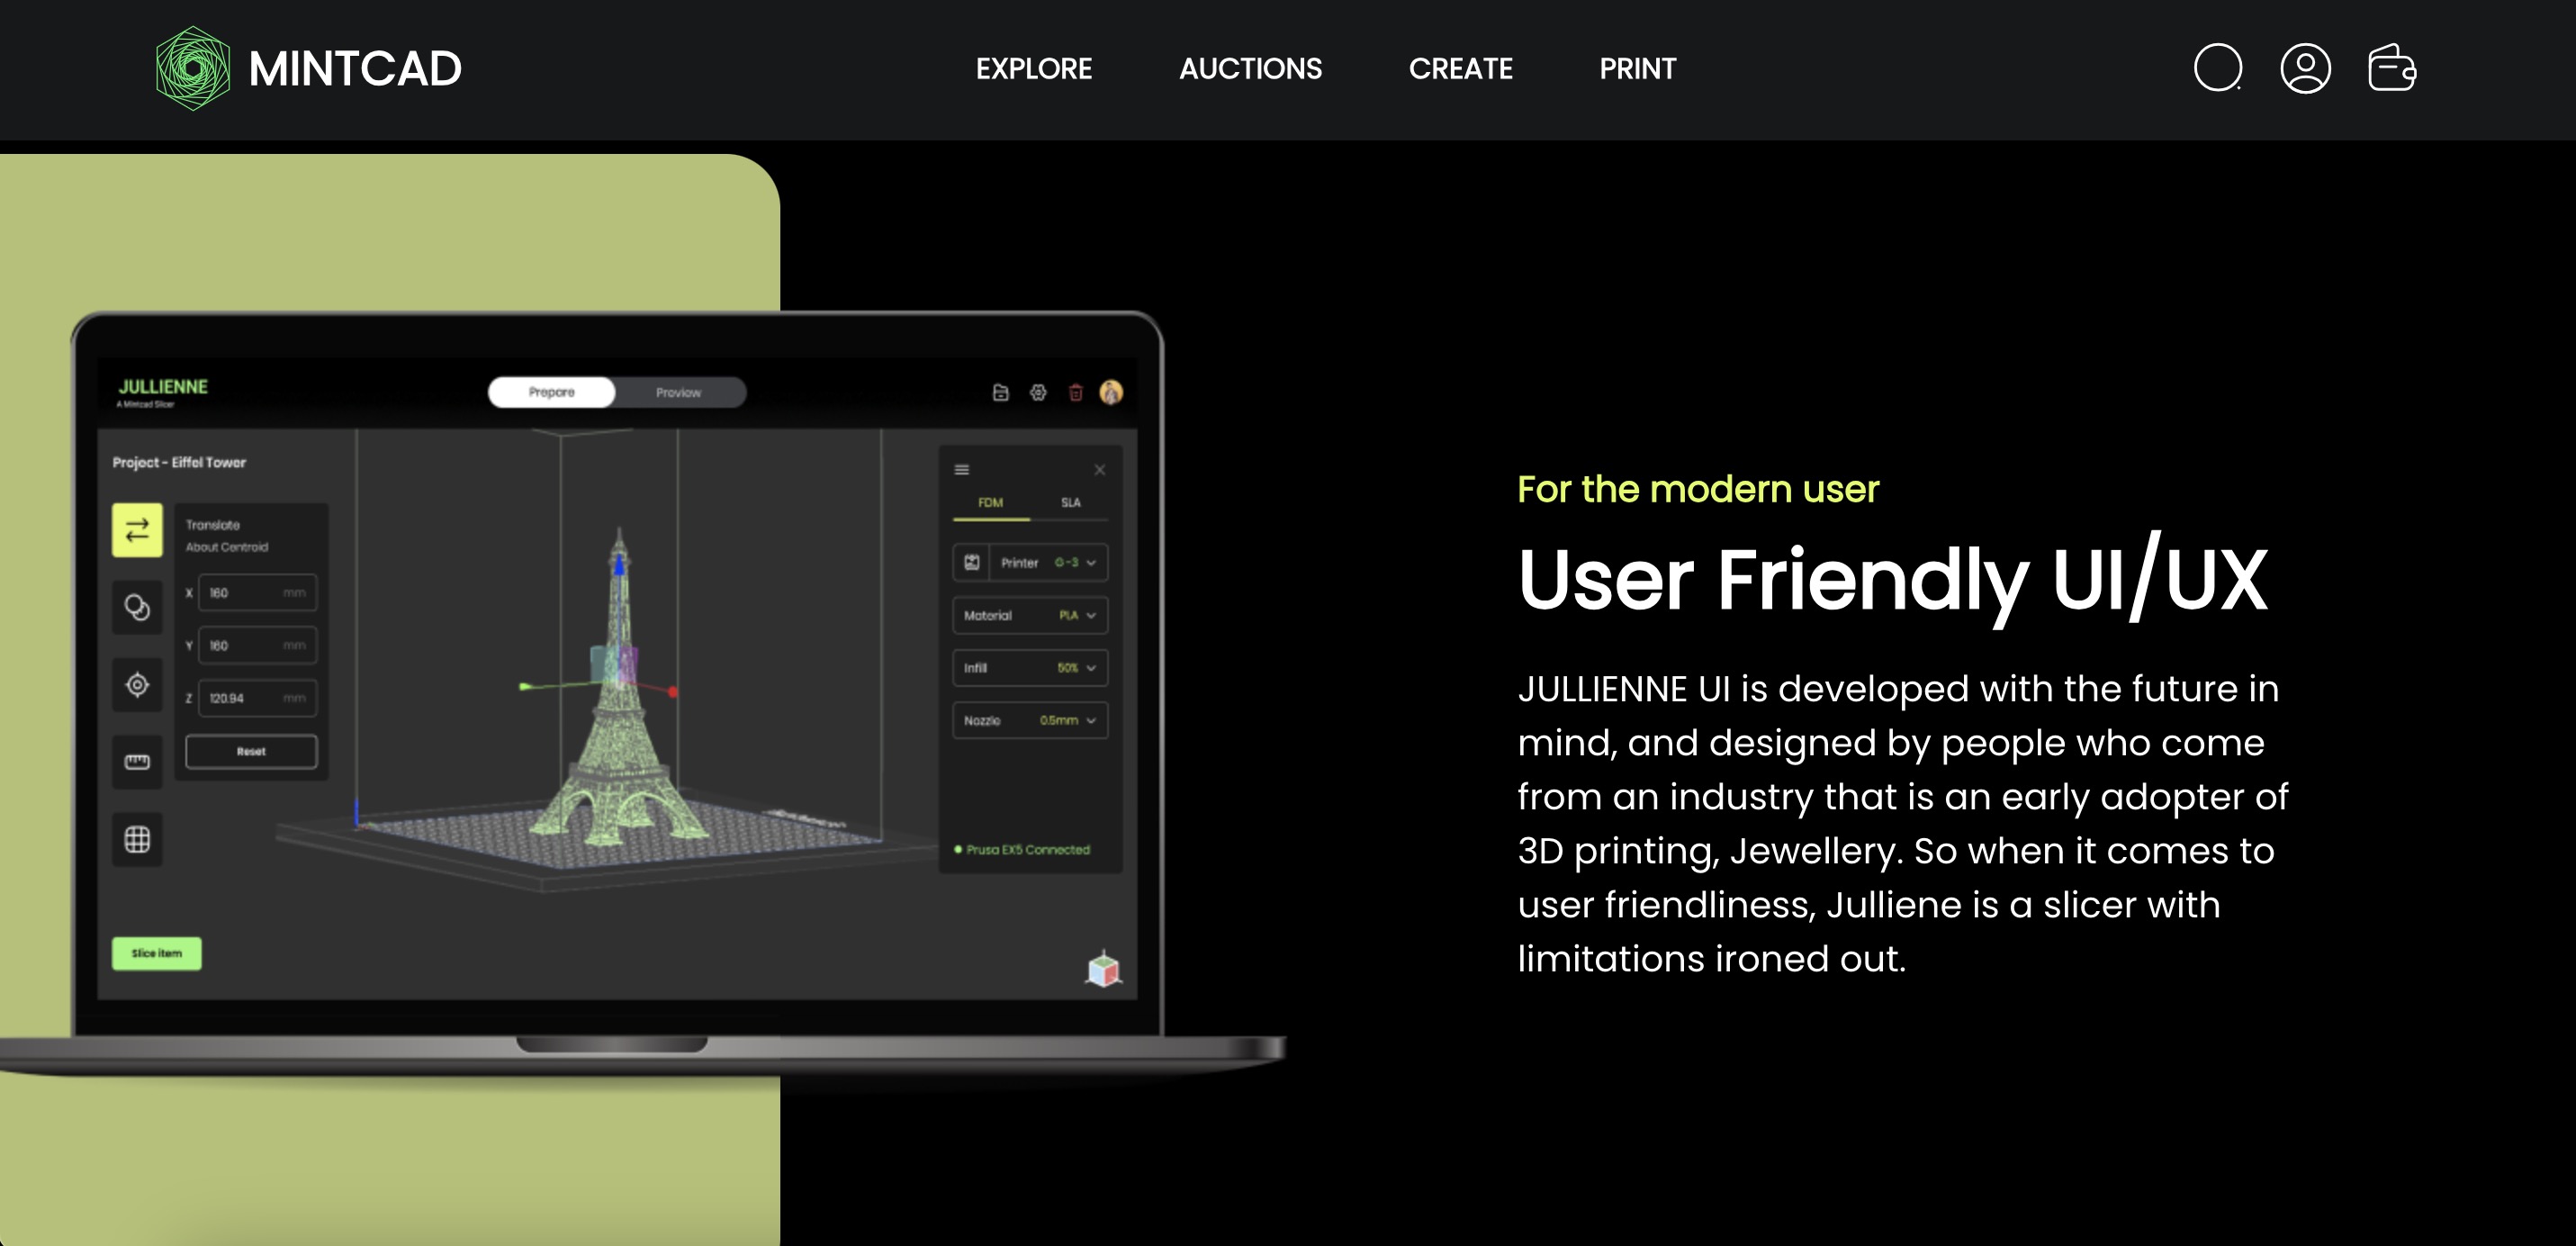 MINTCAD
EXPLORE
AUCTIONS
CREATE
PRINT
JULLIENNE
A Mintcad Slicer
Prepare
Preview
Project - Eiffel Tower
Translate
About Centroid
X 160 mm
Y 160 mm
Z 120.94 mm
Reset
Slice item
FDM
SLA
Printer G-3
Material PLA
Infill 50%
Nozzle 0.5mm
Prusa EX5 Connected
For the modern user
User Friendly UI/UX
JULLIENNE UI is developed with the future in
mind, and designed by people who come
from an industry that is an early adopter of
3D printing, Jewellery. So when it comes to
user friendliness, Julliene is a slicer with
limitations ironed out.